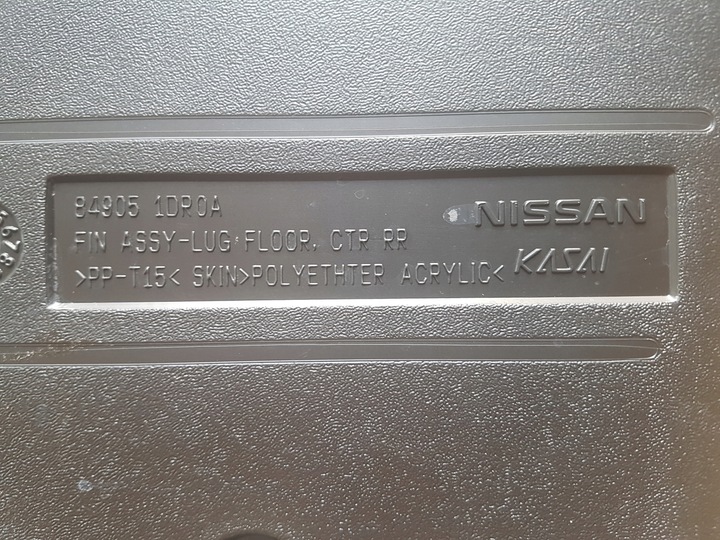 84905 1DR0A
FIN ASSY-LUG FLOOR, CTR RR
>PP-T15< SKIN>POLYETHTER ACRYLIC<
NISSAN
KASAI